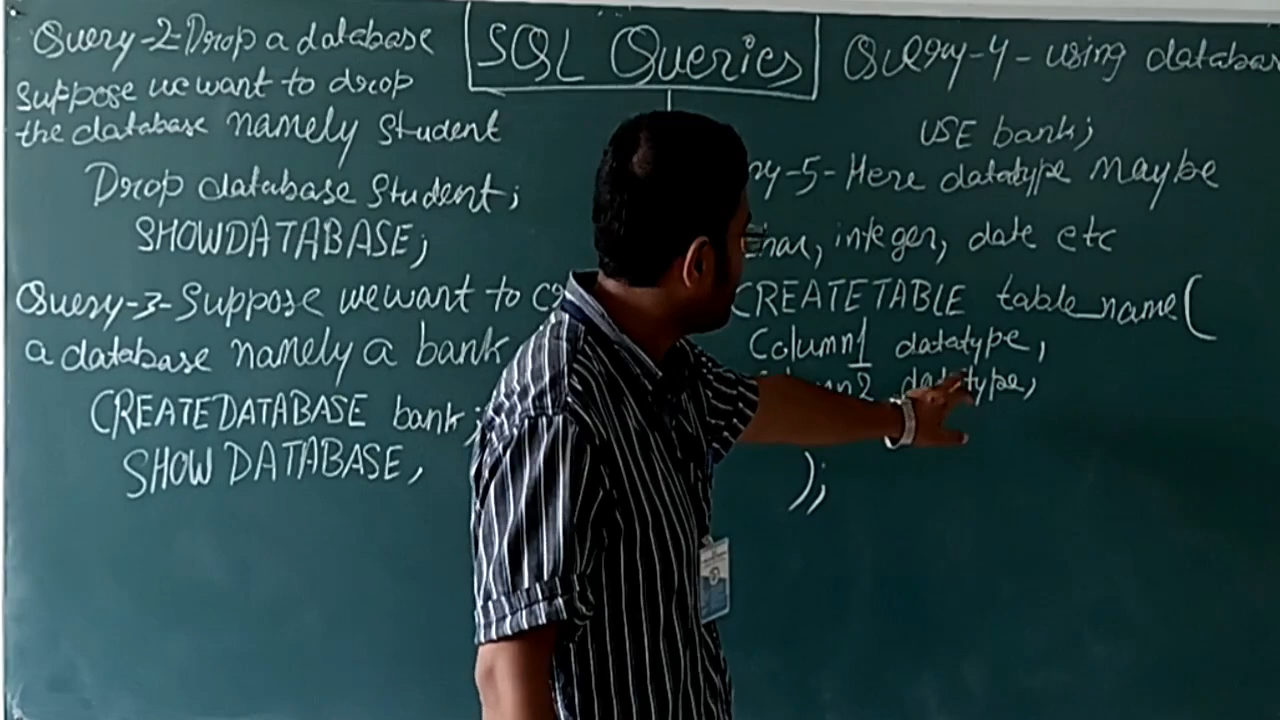 SQL Queries
Query-2-Drop a database
Suppose we want to drop
the database namely Student
Drop database Student;
SHOWDATABASE;
Query-3-Suppose we want to
a database namely a bank
CREATEDATABASE bank;
SHOW DATABASE,
Query-4-using databas
USE bank;
-5-Here datatype maybe
integer, date etc
CREATETABLE table_name(
Column1 datatype,
datatype,
);